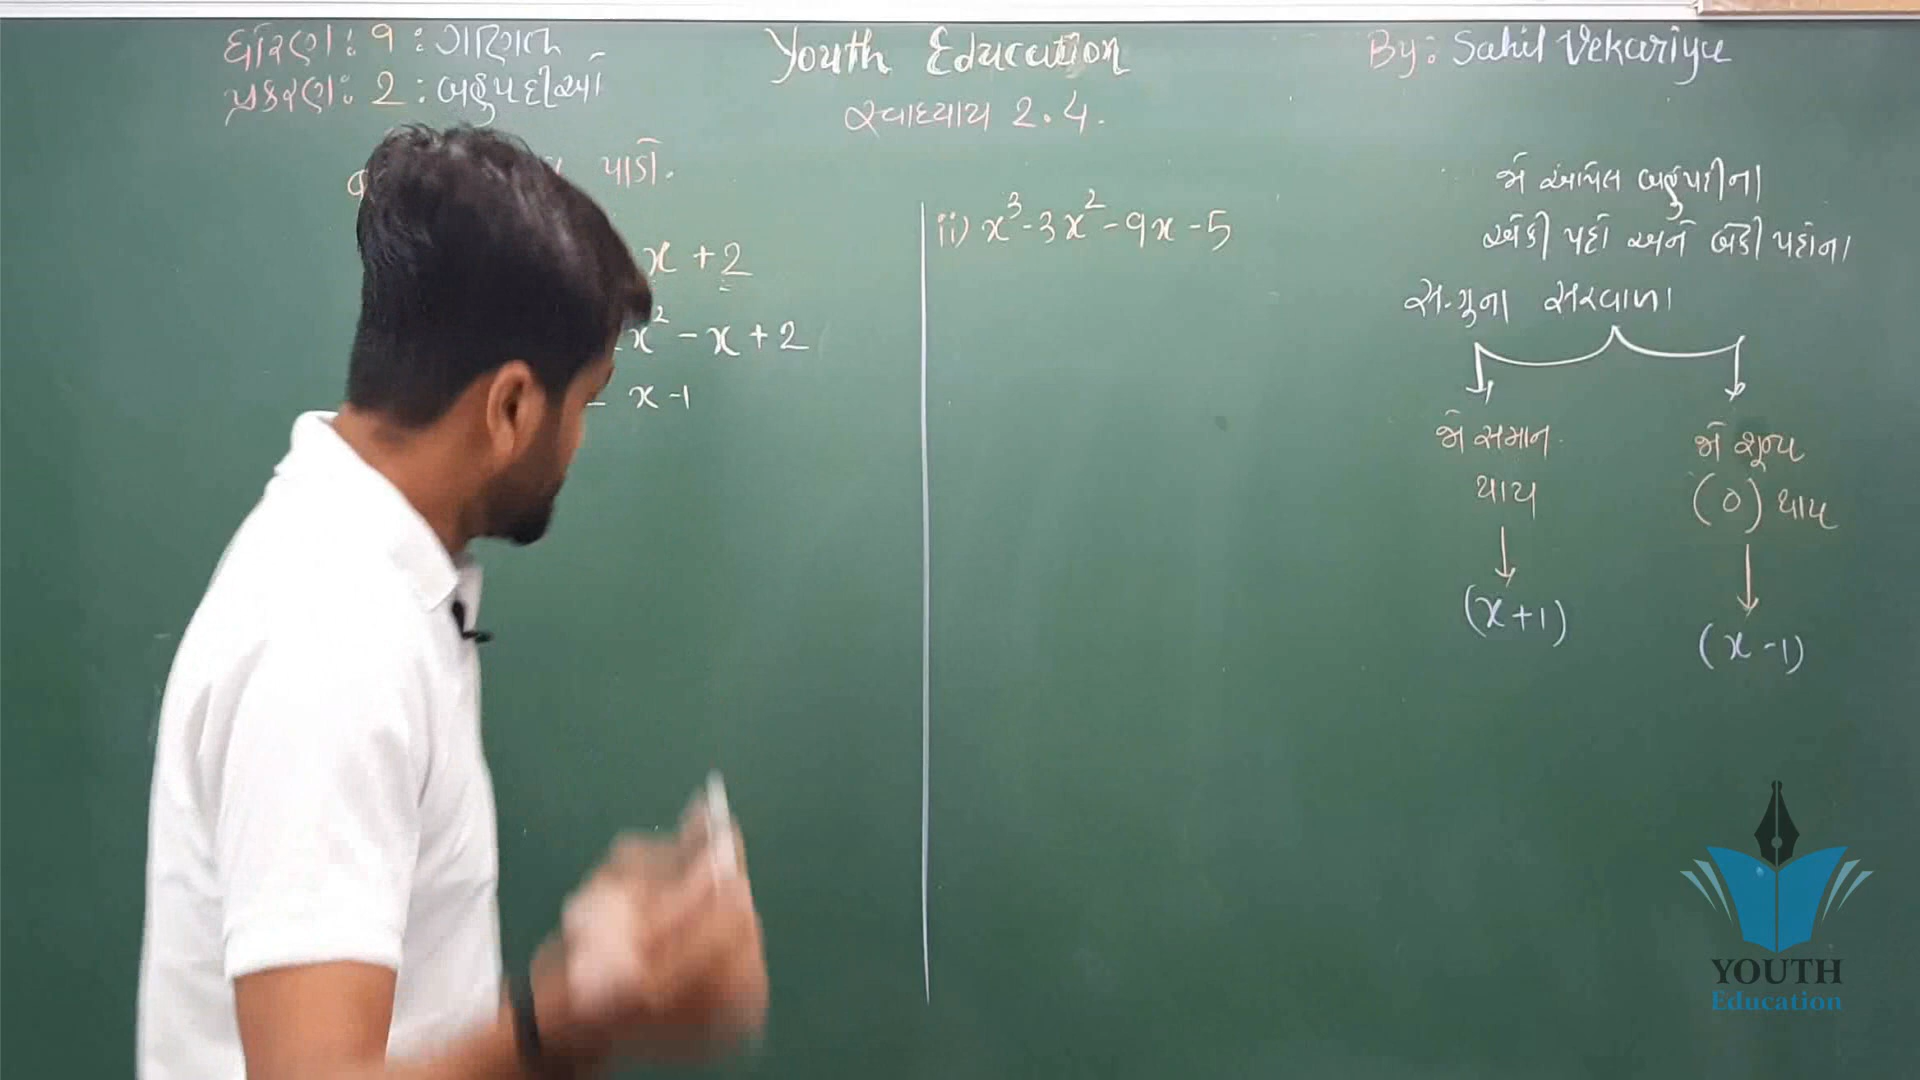 ધોરણ: 9 : ગણિત
પ્રકરણ: 2 : બહુપદીઓ
Youth Education
સ્વાધ્યાય 2.4.
By: Sahil Vekariya
પાડો.
x + 2
x² - x + 2
- x - 1
ii) x³ - 3x² - 9x - 5
જો આપેલ બહુપદીના
એકી પદો અને બેકી પદોના
સ.ગુના સરવાળા
જો સમાન
થાય
(x + 1)
જો શૂન્ય
(0) થાય
(x - 1)
YOUTH
Education